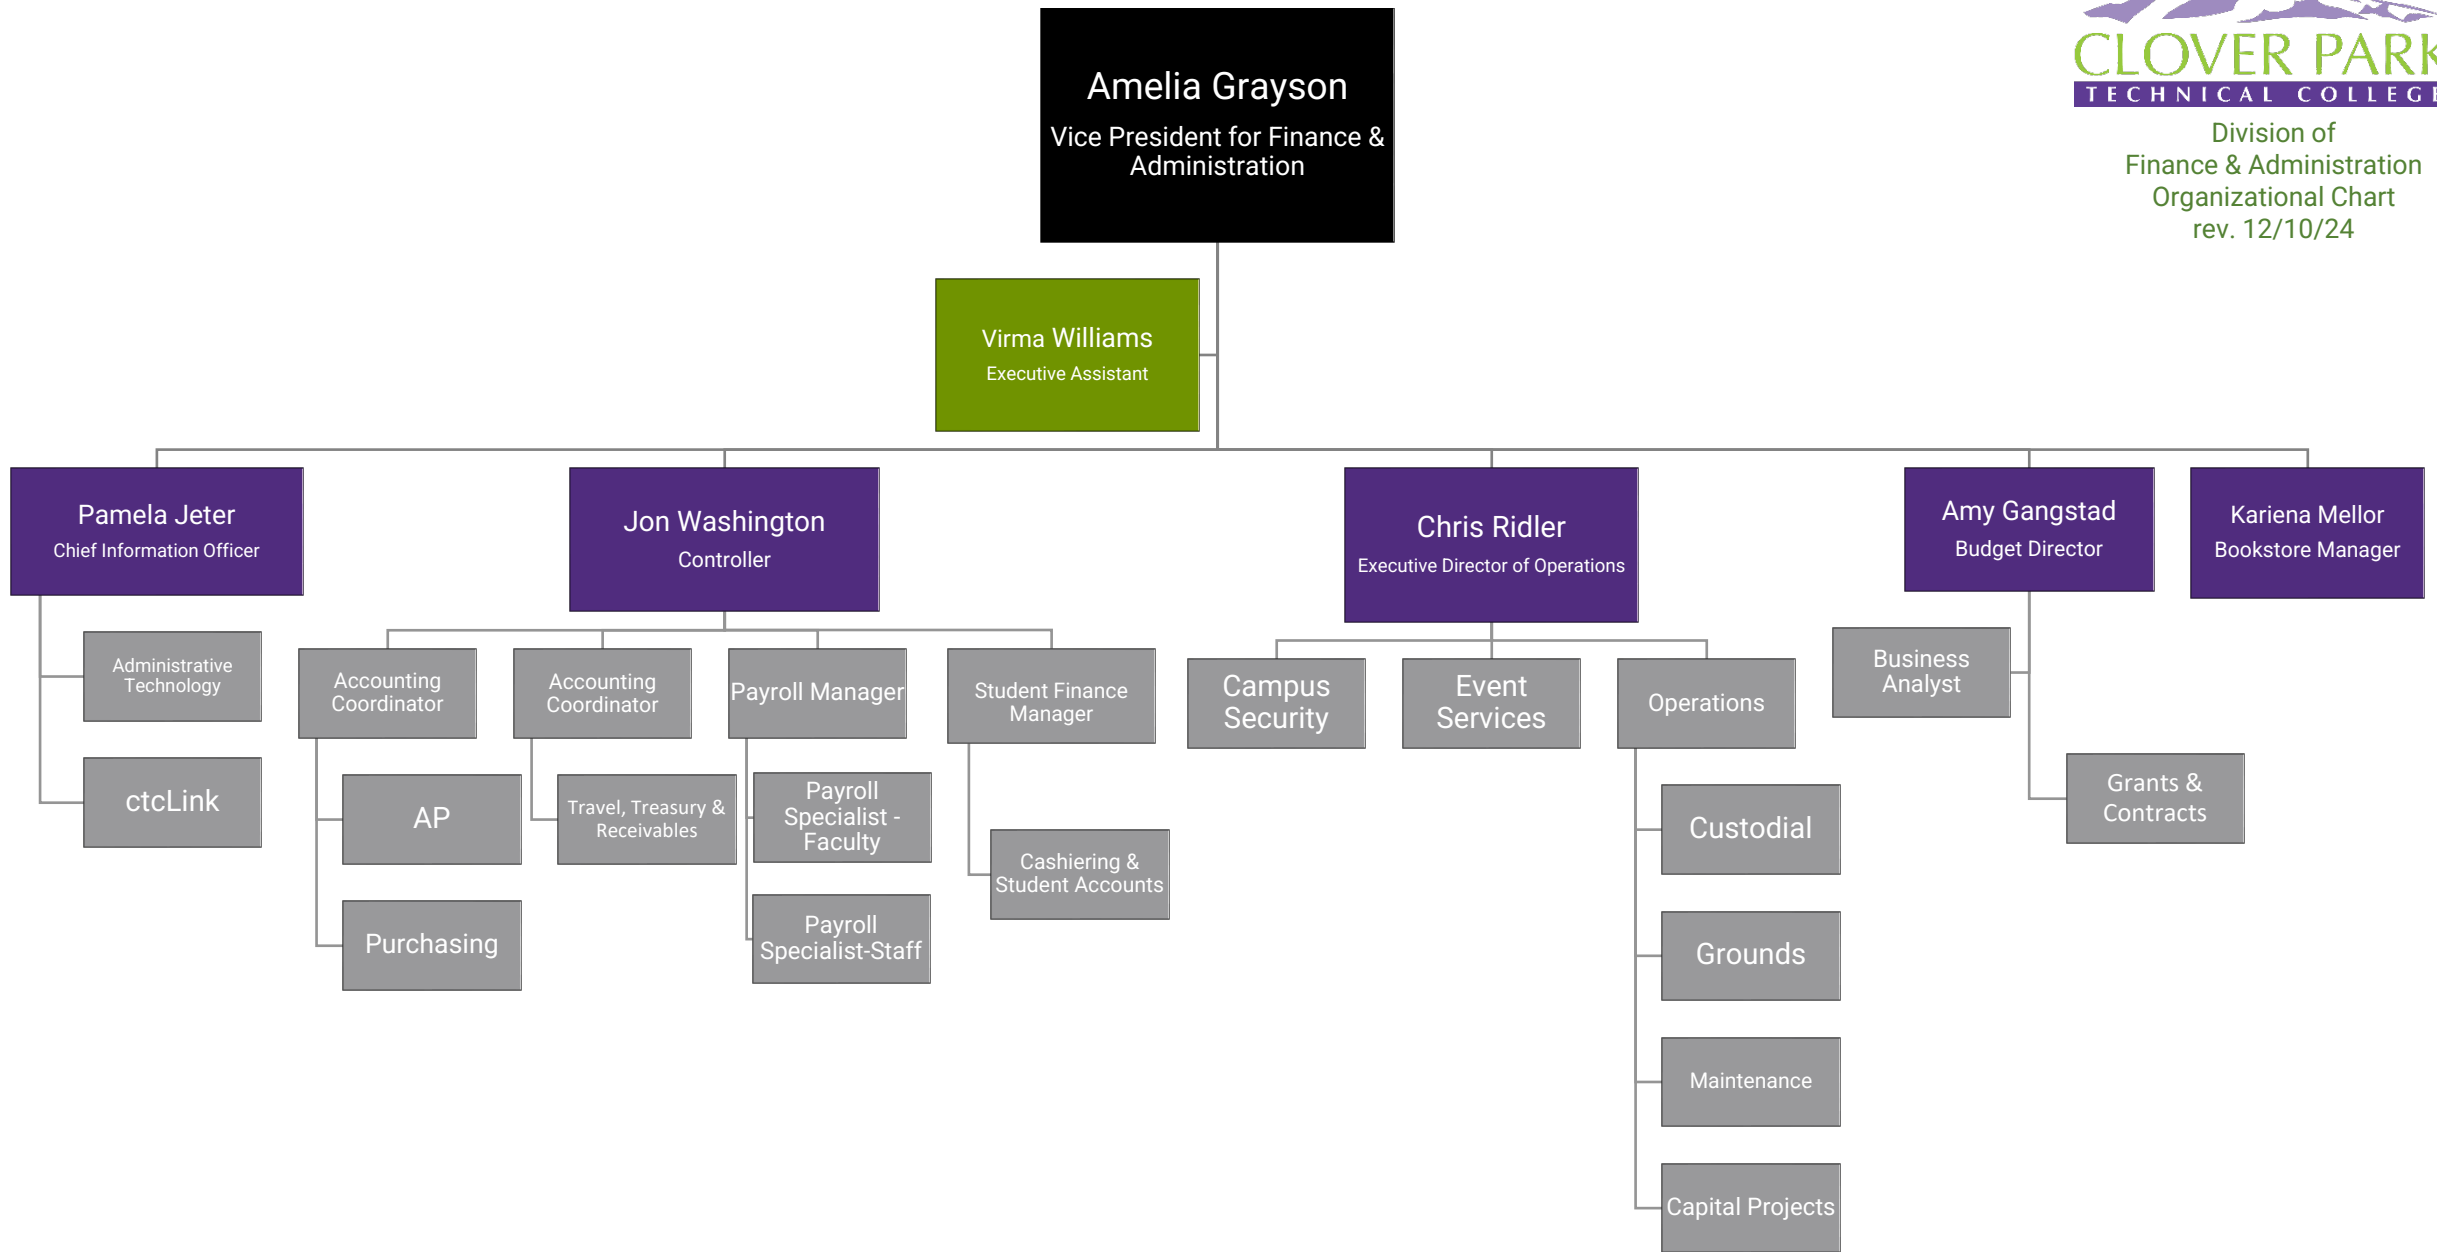 Amelia Grayson
Vice President for Finance &
Administration
CLOVER PARK
TECHNICAL COLLEGE
Division of
Finance & Administration
Organizational Chart
rev. 12/10/24
Virma Williams
Executive Assistant
Pamela Jeter
Chief Information Officer
Jon Washington
Controller
Chris Ridler
Executive Director of Operations
Amy Gangstad
Budget Director
Kariena Mellor
Bookstore Manager
Administrative
Technology
ctcLink
Accounting
Coordinator
AP
Purchasing
Accounting
Coordinator
Travel, Treasury &
Receivables
Payroll Manager
Payroll
Specialist -
Faculty
Payroll
Specialist-Staff
Student Finance
Manager
Cashiering &
Student Accounts
Campus
Security
Event
Services
Operations
Custodial
Grounds
Maintenance
Capital Projects
Business
Analyst
Grants &
Contracts